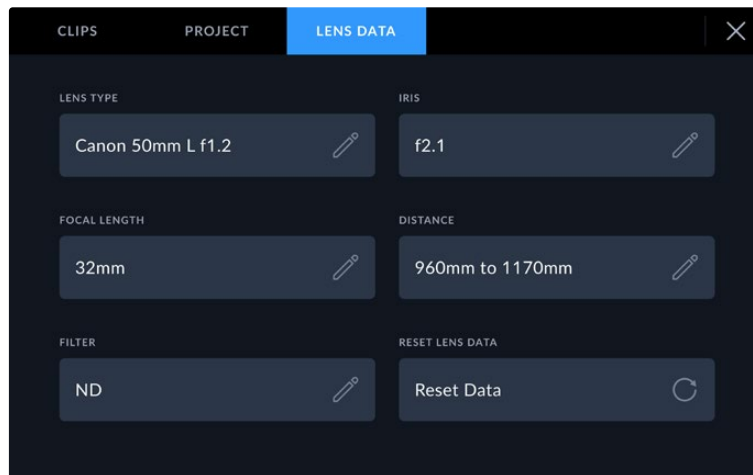 CLIPS PROJECT LENS DATA
LENS TYPE IRIS
Canon 50mm L f1.2 f2.1
FOCAL LENGTH DISTANCE
32mm 960mm to 1170mm
FILTER RESET LENS DATA
ND Reset Data